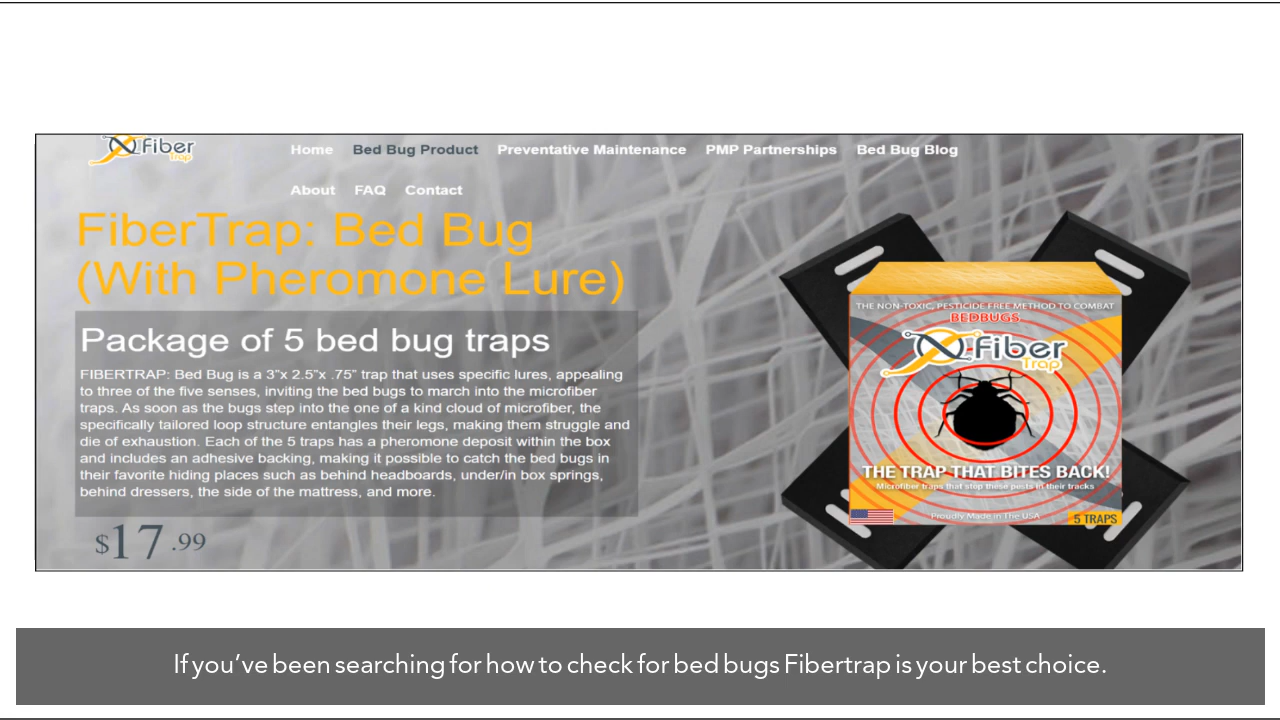 Fiber
Trap
Home Bed Bug Product Preventative Maintenance PMP Partnerships Bed Bug Blog
About FAQ Contact
FiberTrap: Bed Bug
(With Pheromone Lure)
Package of 5 bed bug traps
FIBERTRAP: Bed Bug is a 3"x 2.5"x .75" trap that uses specific lures, appealing
to three of the five senses, inviting the bed bugs to march into the microfiber
traps. As soon as the bugs step into the one of a kind cloud of microfiber, the
specifically tailored loop structure entangles their legs, making them struggle and
die of exhaustion. Each of the 5 traps has a pheromone deposit within the box
and includes an adhesive backing, making it possible to catch the bed bugs in
their favorite hiding places such as behind headboards, under/in box springs,
behind dressers, the side of the mattress, and more.
$17.99
THE NON-TOXIC, PESTICIDE FREE METHOD TO COMBAT
BEDBUGS
Fiber
Trap
THE TRAP THAT BITES BACK!
Microfiber traps that stop these pests in their tracks
Proudly Made in The USA
5 TRAPS
If you've been searching for how to check for bed bugs Fibertrap is your best choice.